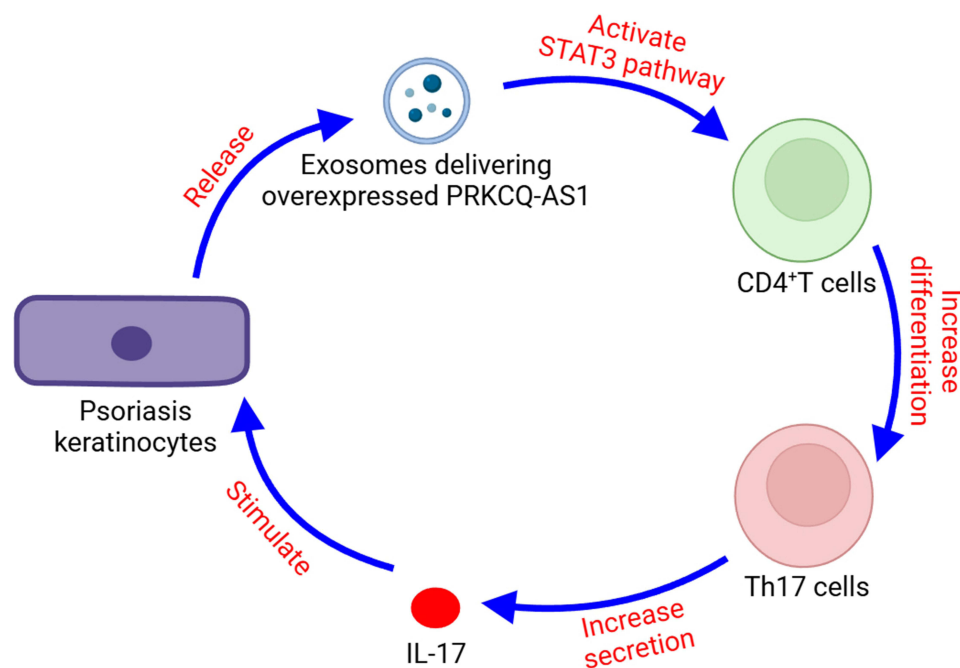 Activate
STAT3 pathway
Release
Exosomes delivering
overexpressed PRKCQ-AS1
CD4⁺T cells
Increase
differentiation
Psoriasis
keratinocytes
Stimulate
Th17 cells
Increase
secretion
IL-17